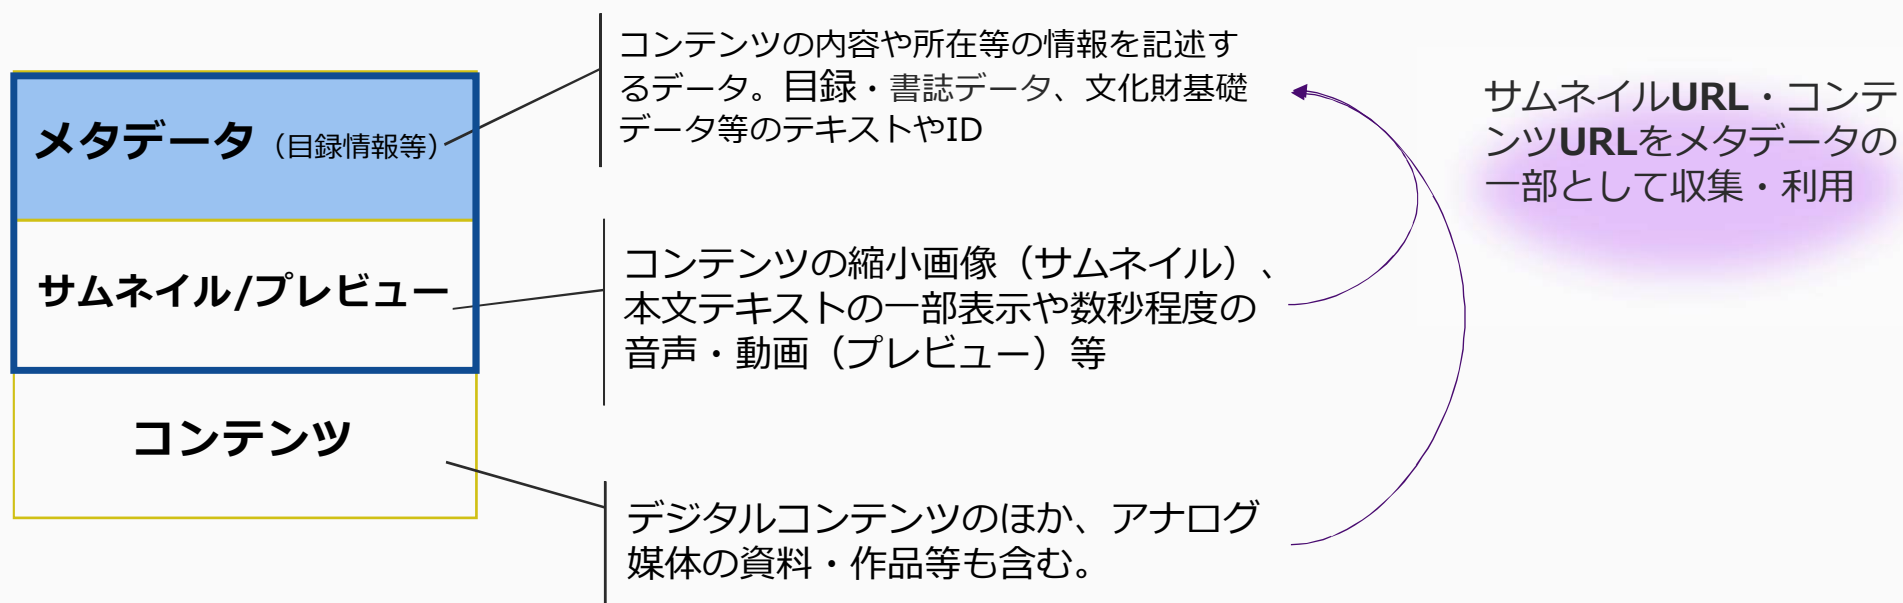 メタデータ（目録情報等）
コンテンツの内容や所在等の情報を記述す
るデータ。目録・書誌データ、文化財基礎
データ等のテキストやID
サムネイルURL・コンテ
ンツURLをメタデータの
一部として収集・利用
サムネイル/プレビュー
コンテンツの縮小画像（サムネイル）、
本文テキストの一部表示や数秒程度の
音声・動画（プレビュー）等
コンテンツ
デジタルコンテンツのほか、アナログ
媒体の資料・作品等も含む。